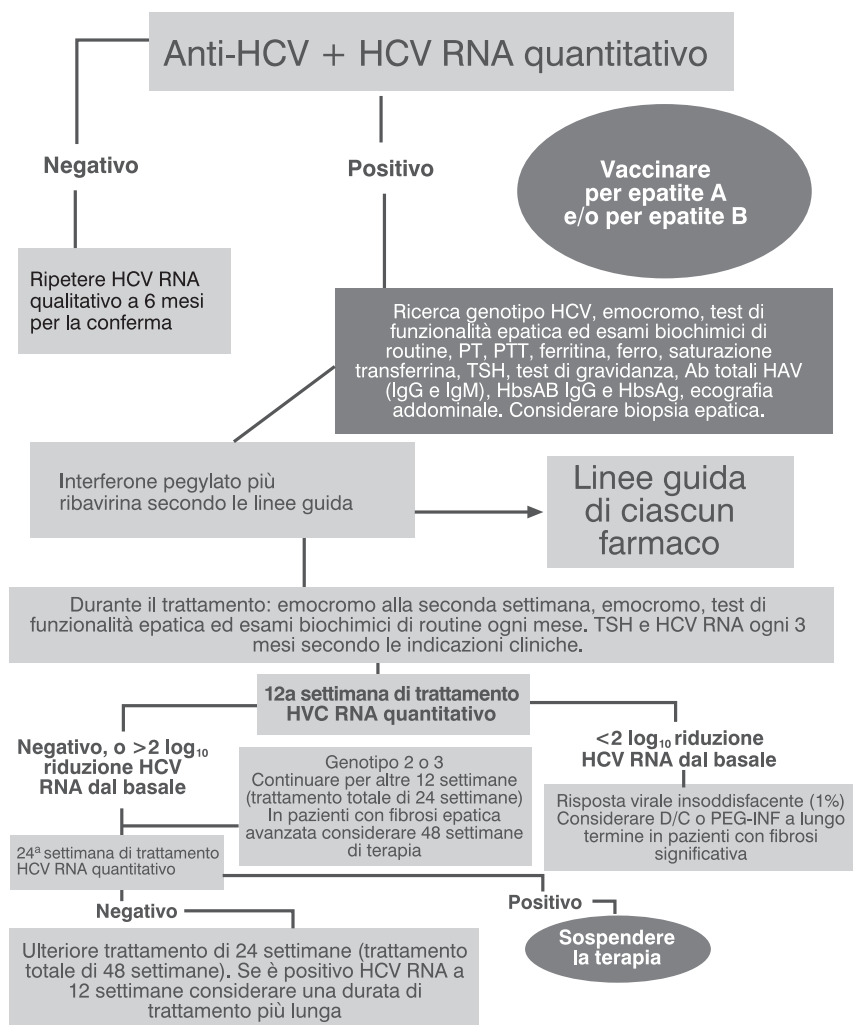 Anti-HCV + HCV RNA quantitativo
Negativo
Positivo
Vaccinare
per epatite A
e/o per epatite B
Ripetere HCV RNA
qualitativo a 6 mesi
per la conferma
Ricerca genotipo HCV, emocromo, test di
funzionalità epatica ed esami biochimici di
routine, PT, PTT, ferritina, ferro, saturazione
transferrina, TSH, test di gravidanza, Ab totali HAV
(IgG e IgM), HbsAB IgG e HbsAg, ecografia
addominale. Considerare biopsia epatica.
Interferone pegylato più
ribavirina secondo le linee guida
Linee guida
di ciascun
farmaco
Durante il trattamento: emocromo alla seconda settimana, emocromo, test di
funzionalità epatica ed esami biochimici di routine ogni mese. TSH e HCV RNA ogni 3
mesi secondo le indicazioni cliniche.
12a settimana di trattamento
HVC RNA quantitativo
Negativo, o >2 log₁₀
riduzione HCV
RNA dal basale
Genotipo 2 o 3
Continuare per altre 12 settimane
(trattamento totale di 24 settimane)
In pazienti con fibrosi epatica
avanzata considerare 48 settimane
di terapia
<2 log₁₀ riduzione
HCV RNA dal basale
Risposta virale insoddisfacente (1%)
Considerare D/C o PEG-INF a lungo
termine in pazienti con fibrosi
significativa
24ª settimana di trattamento
HCV RNA quantitativo
Negativo
Positivo
Sospendere
la terapia
Ulteriore trattamento di 24 settimane (trattamento
totale di 48 settimane). Se è positivo HCV RNA a
12 settimane considerare una durata di
trattamento più lunga